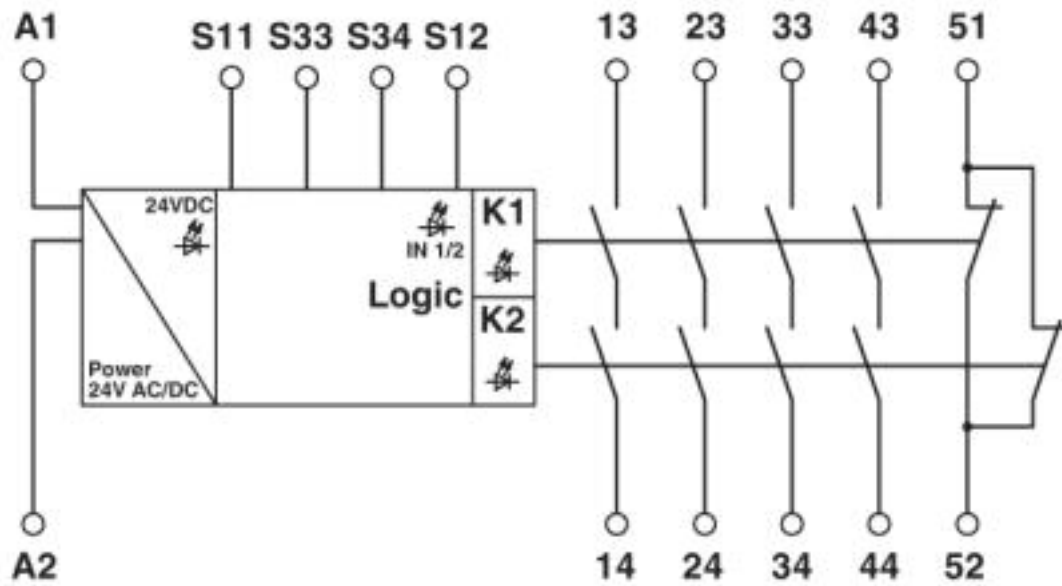 A1 S11 S33 S34 S12 13 23 33 43 51
24VDC
K1
IN 1/2
Logic
K2
Power
24V AC/DC
A2 14 24 34 44 52